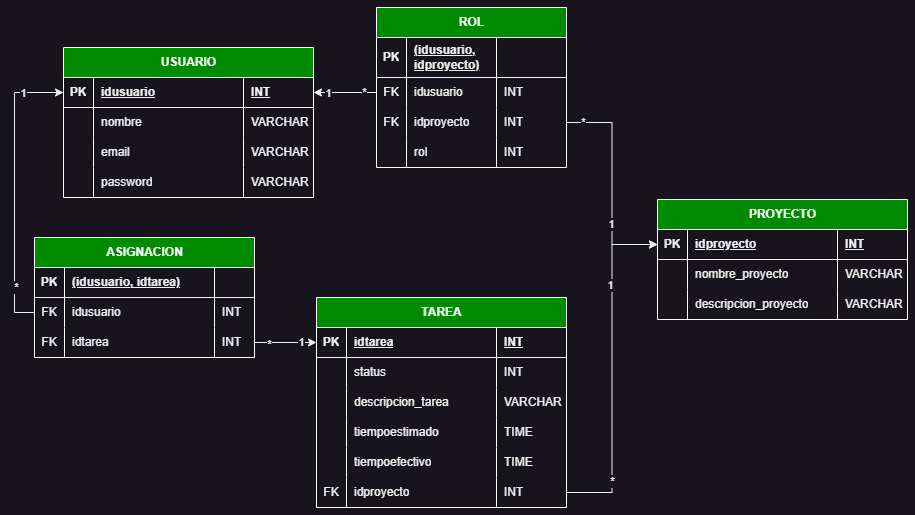 ROL
PK (idusuario,
idproyecto)
FK idusuario INT
FK idproyecto INT
rol INT
USUARIO
PK idusuario INT
nombre VARCHAR
email VARCHAR
password VARCHAR
1
1 *
*
1
1
*
PROYECTO
PK idproyecto INT
nombre_proyecto VARCHAR
descripcion_proyecto VARCHAR
ASIGNACION
PK (idusuario, idtarea)
FK idusuario INT
FK idtarea INT
*
* 1
TAREA
PK idtarea INT
status INT
descripcion_tarea VARCHAR
tiempoestimado TIME
tiempoefectivo TIME
FK idproyecto INT